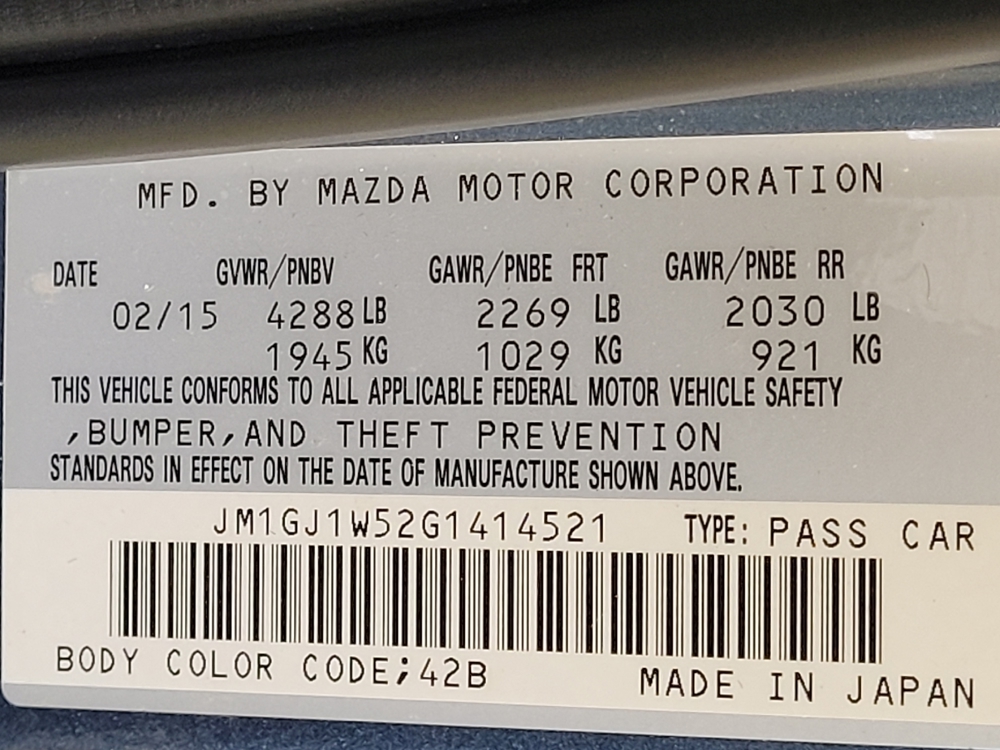 MFD. BY MAZDA MOTOR CORPORATION
DATE GVWR/PNBV GAWR/PNBE FRT GAWR/PNBE RR
02/15 4288 LB 2269 LB 2030 LB
1945 KG 1029 KG 921 KG
THIS VEHICLE CONFORMS TO ALL APPLICABLE FEDERAL MOTOR VEHICLE SAFETY
,BUMPER,AND THEFT PREVENTION
STANDARDS IN EFFECT ON THE DATE OF MANUFACTURE SHOWN ABOVE.
JM1GJ1W52G1414521 TYPE: PASS CAR
BODY COLOR CODE;42B MADE IN JAPAN